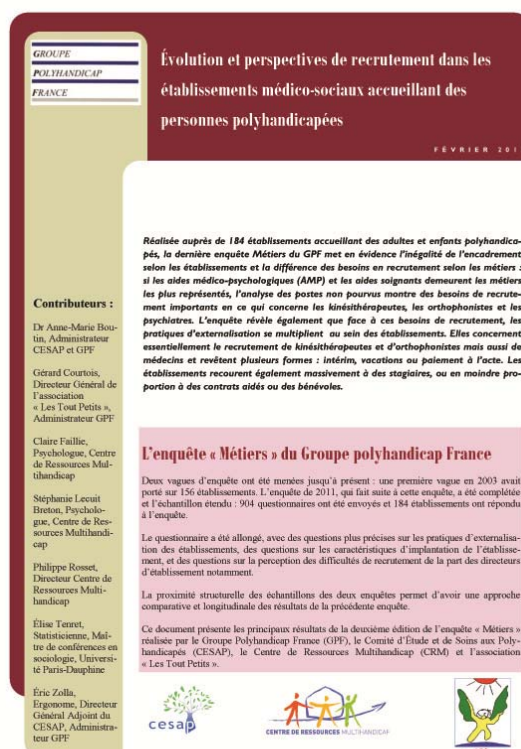 GROUPE
POLYHANDICAP
FRANCE
Évolution et perspectives de recrutement dans les
établissements médico-sociaux accueillant des
personnes polyhandicapées
FÉVRIER 201
Réalisée auprès de 184 établissements accueillant des adultes et enfants polyhandica-
pés, la dernière enquête Métiers du GPF met en évidence l'inégalité de l'encadrement
selon les établissements et la différence des besoins en recrutement selon les métiers :
si les aides médico-psychologiques (AMP) et les aides soignants demeurent les métiers
les plus représentés, l'analyse des postes non pourvus montre des besoins de recrute-
ment importants en ce qui concerne les kinésithérapeutes, les orthophonistes et les
psychiatres. L'enquête révèle également que face à ces besoins de recrutement, les
pratiques d'externalisation se multiplient au sein des établissements. Elles concernent
essentiellement le recrutement de kinésithérapeutes et d'orthophonistes mais aussi de
médecins et revêtent plusieurs formes : intérim, vacations ou paiement à l'acte. Les
établissements recourent également massivement à des stagiaires, ou en moindre pro-
portion à des contrats aidés ou des bénévoles.
Contributeurs :
Dr Anne-Marie Bou-
tin, Administrateur
CESAP et GPF
Gérard Courtois,
Directeur Général de
l'association
« Les Tout Petits »,
Administrateur GPF
Claire Faillie,
Psychologue, Centre
de Ressources Mul-
tihandicap
Stéphanie Lecuit
Breton, Psycholo-
gue, Centre de Res-
sources Multihandi-
cap
Philippe Rosset,
Directeur Centre de
Ressources Multi-
handicap
Élise Tenret,
Statisticienne, Maî-
tre de conférences en
sociologie, Universi-
té Paris-Dauphine
Éric Zolla,
Ergonome, Directeur
Général Adjoint du
CESAP, Administra-
teur GPF
L'enquête « Métiers » du Groupe polyhandicap France
Deux vagues d'enquête ont été menées jusqu'à présent : une première vague en 2003 avait
porté sur 156 établissements. L'enquête de 2011, qui fait suite à cette enquête, a été complétée
et l'échantillon étendu : 904 questionnaires ont été envoyés et 184 établissements ont répondu
à l'enquête.
Le questionnaire a été allongé, avec des questions plus précises sur les pratiques d'externalisa-
tion des établissements, des questions sur les caractéristiques d'implantation de l'établisse-
ment, et des questions sur la perception des difficultés de recrutement de la part des directeurs
d'établissement notamment.
La proximité structurelle des échantillons des deux enquêtes permet d'avoir une approche
comparative et longitudinale des résultats de la précédente enquête.
Ce document présente les principaux résultats de la deuxième édition de l'enquête « Métiers »
réalisée par le Groupe Polyhandicap France (GPF), le Comité d'Étude et de Soins aux Poly-
handicapés (CESAP), le Centre de Ressources Multihandicap (CRM) et l'association
« Les Tout Petits ».
cesap
CENTRE DE RESSOURCES MULTIHANDICAP